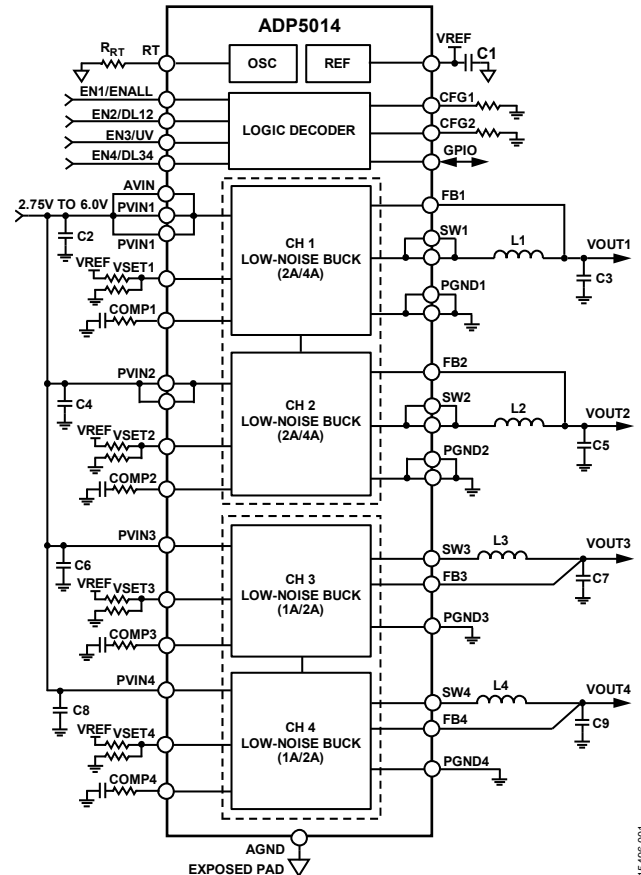 ADP5014
RRT
RT
OSC
REF
VREF
C1
EN1/ENALL
EN2/DL12
EN3/UV
EN4/DL34
LOGIC DECODER
CFG1
CFG2
GPIO
2.75V TO 6.0V
AVIN
PVIN1
PVIN1
C2
VREF
VSET1
COMP1
CH 1
LOW-NOISE BUCK
(2A/4A)
FB1
SW1
L1
VOUT1
C3
PGND1
PVIN2
C4
VREF
VSET2
COMP2
CH 2
LOW-NOISE BUCK
(2A/4A)
FB2
SW2
L2
VOUT2
C5
PGND2
PVIN3
C6
VREF
VSET3
COMP3
CH 3
LOW-NOISE BUCK
(1A/2A)
SW3
L3
VOUT3
FB3
C7
PGND3
PVIN4
C8
VREF
VSET4
COMP4
CH 4
LOW-NOISE BUCK
(1A/2A)
SW4
L4
VOUT4
FB4
C9
PGND4
AGND
EXPOSED PAD